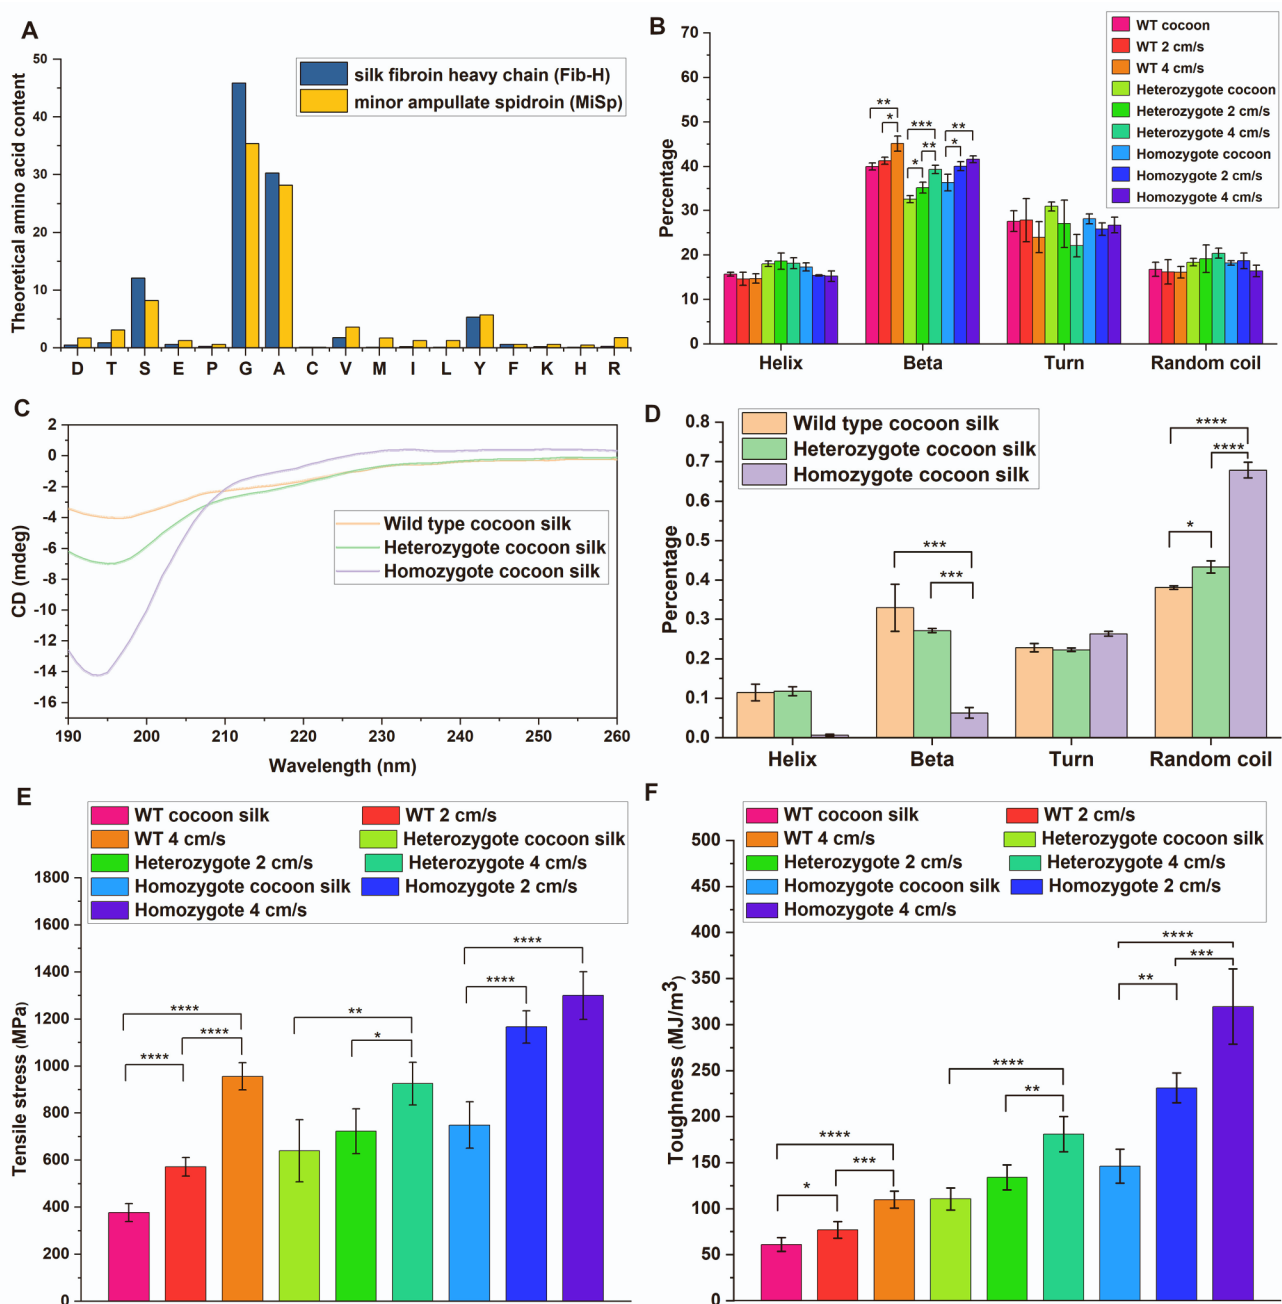 A
Theoretical amino acid content
50
40
30
20
10
0
silk fibroin heavy chain (Fib-H)
minor ampullate spidroin (MiSp)
D T S E P G A C V M I L Y F K H R
B
Percentage
70
60
50
40
30
20
10
0
WT cocoon
WT 2 cm/s
WT 4 cm/s
Heterozygote cocoon
Heterozygote 2 cm/s
Heterozygote 4 cm/s
Homozygote cocoon
Homozygote 2 cm/s
Homozygote 4 cm/s
** * *** ** * ** *
Helix Beta Turn Random coil
C
CD (mdeg)
2
0
-2
-4
-6
-8
-10
-12
-14
-16
Wild type cocoon silk
Heterozygote cocoon silk
Homozygote cocoon silk
190 200 210 220 230 240 250 260
Wavelength (nm)
D
Percentage
0.8
0.7
0.6
0.5
0.4
0.3
0.2
0.1
0.0
Wild type cocoon silk
Heterozygote cocoon silk
Homozygote cocoon silk
*** *** **** **** *
Helix Beta Turn Random coil
E
WT cocoon silk WT 2 cm/s
WT 4 cm/s Heterozygote cocoon silk
Heterozygote 2 cm/s Heterozygote 4 cm/s
Homozygote cocoon silk Homozygote 2 cm/s
Homozygote 4 cm/s
Tensile stress (MPa)
1800
1600
1400
1200
1000
800
600
400
200
0
**** **** **** ** * **** ****
F
WT cocoon silk WT 2 cm/s
WT 4 cm/s Heterozygote cocoon silk
Heterozygote 2 cm/s Heterozygote 4 cm/s
Homozygote cocoon silk Homozygote 2 cm/s
Homozygote 4 cm/s
Toughness (MJ/m³)
500
450
400
350
300
250
200
150
100
50
0
* **** *** **** ** ** **** ***